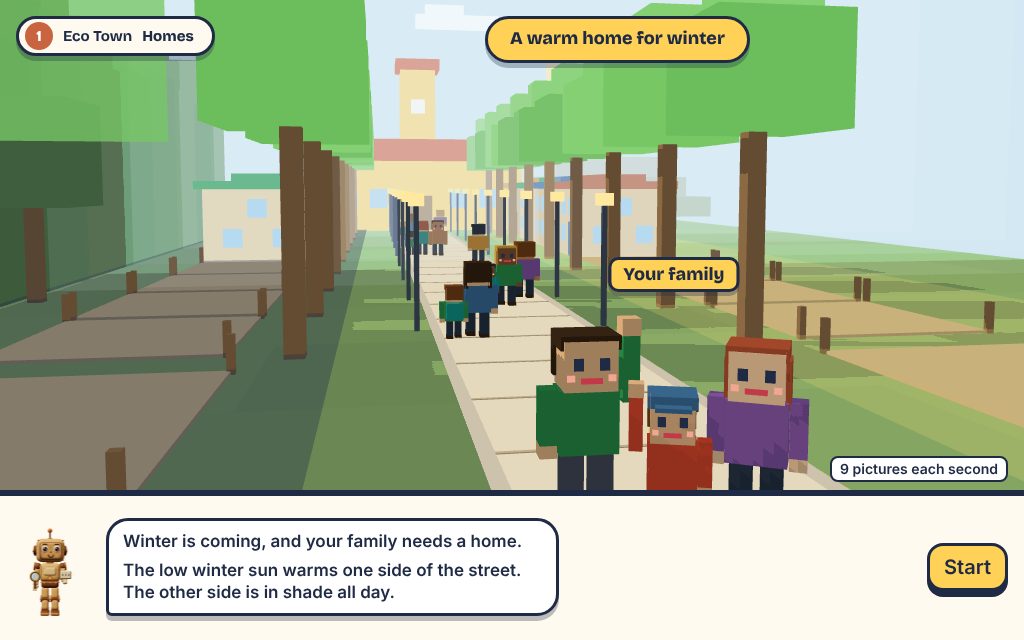 1 Eco Town Homes
A warm home for winter
Your family
9 pictures each second
Winter is coming, and your family needs a home.
The low winter sun warms one side of the street.
The other side is in shade all day.
Start